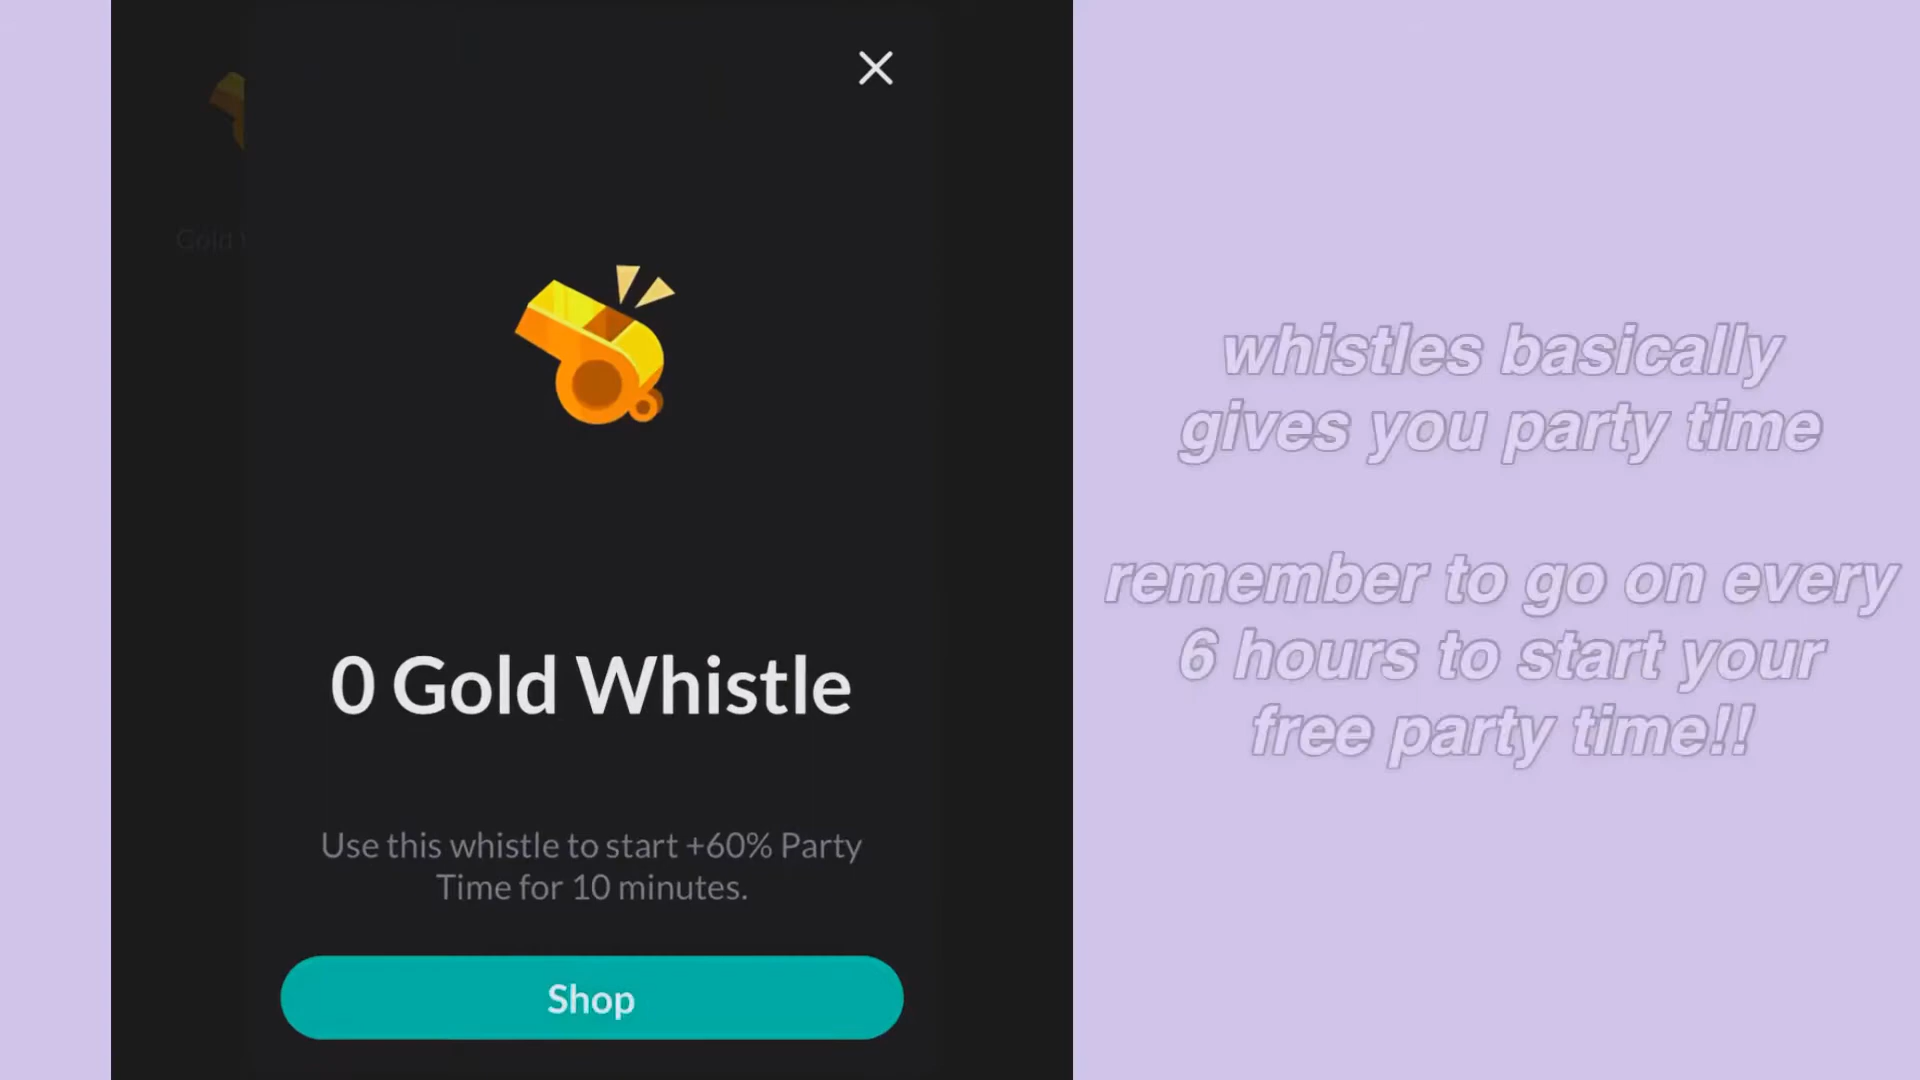 Gold
0 Gold Whistle
Use this whistle to start +60% Party
Time for 10 minutes.
Shop
whistles basically
gives you party time
remember to go on every
6 hours to start your
free party time!!